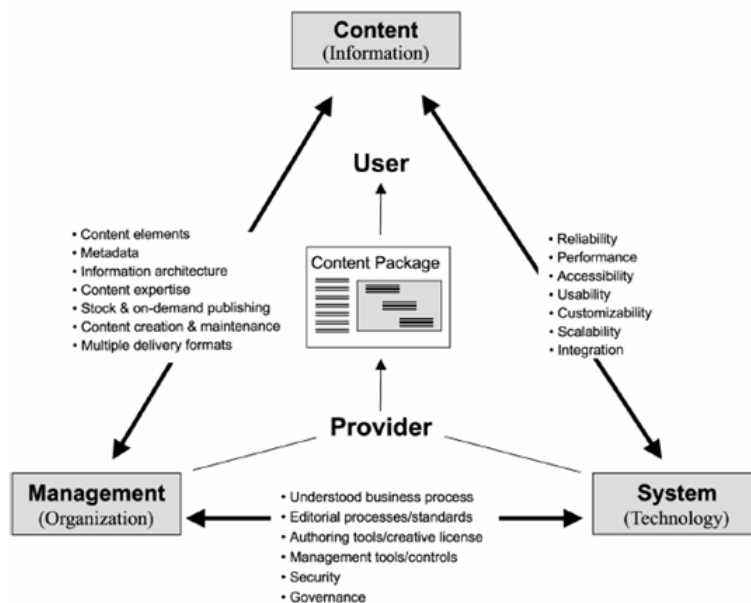 Content
(Information)
User
• Content elements
• Metadata
• Information architecture
• Content expertise
• Stock & on-demand publishing
• Content creation & maintenance
• Multiple delivery formats
Content Package
• Reliability
• Performance
• Accessibility
• Usability
• Customizability
• Scalability
• Integration
Provider
Management
(Organization)
• Understood business process
• Editorial processes/standards
• Authoring tools/creative license
• Management tools/controls
• Security
• Governance
System
(Technology)